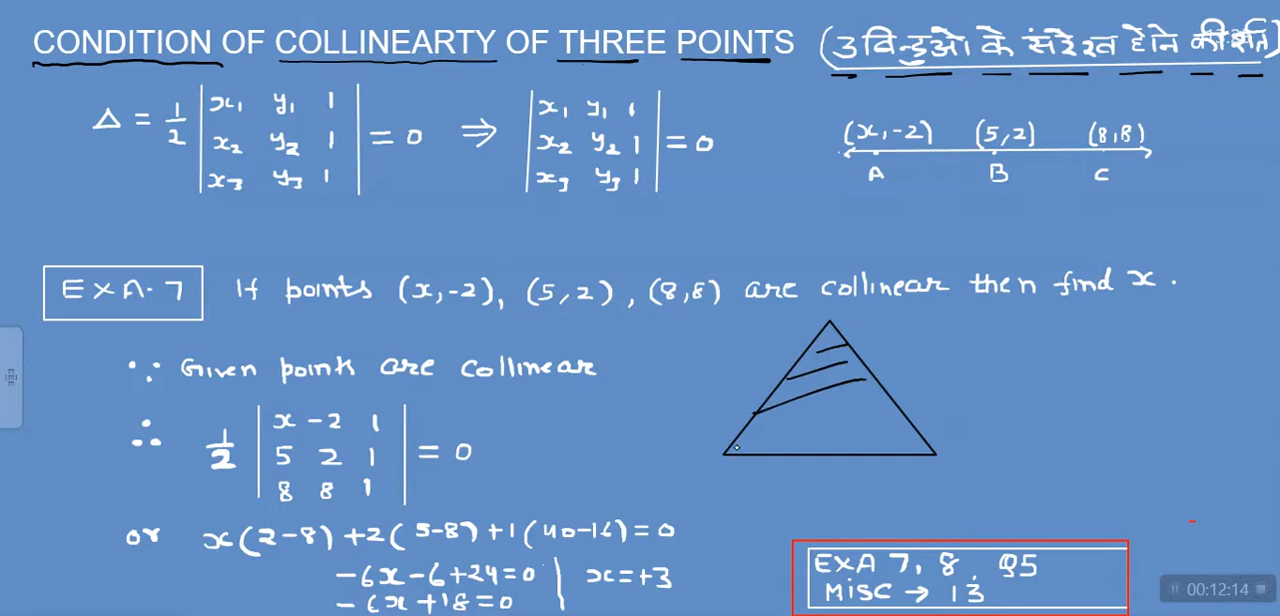 CONDITION OF COLLINEARTY OF THREE POINTS (3 बिन्दुओ के संरेख होने की शर्त)
Δ = 1/2 | x₁ y₁ 1 | = 0 ⇒ | x₁ y₁ 1 | = 0
| x₂ y₂ 1 | | x₂ y₂ 1 |
| x₃ y₃ 1 | | x₃ y₃ 1 |
(x,-2) (5,2) (8,8)
A B C
EXA.7 If points (x,-2), (5,2), (8,8) are collinear then find x.
∵ Given points are collinear
∴ 1/2 | x -2 1 | = 0
| 5 2 1 |
| 8 8 1 |
or x(2-8) +2(5-8) +1(40-16) = 0
-6x -6 +24 = 0 | x = +3
-6x +18 = 0
EXA 7, 8, Q5
MISC → 13
00:12:14